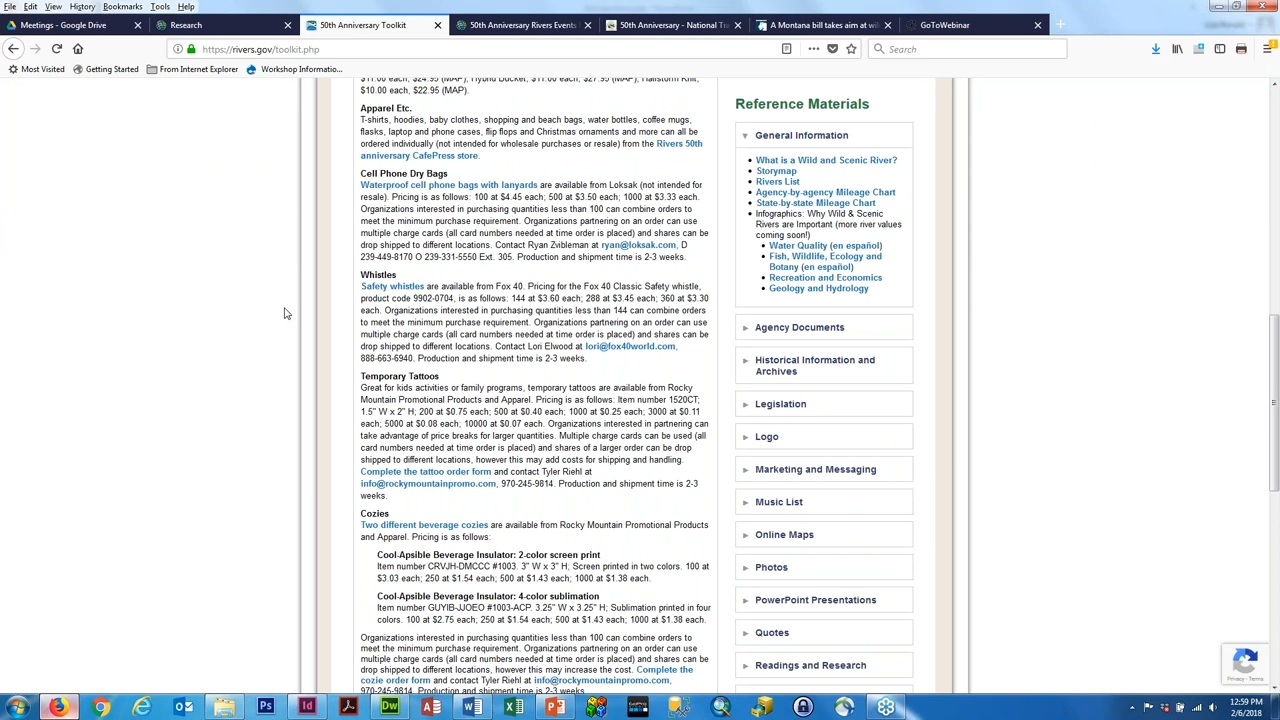 File Edit View History Bookmarks Tools Help
Meetings - Google Drive
Research
50th Anniversary Toolkit
50th Anniversary Rivers Events
50th Anniversary - National Tra
A Montana bill takes aim at wil
GoToWebinar
https://rivers.gov/toolkit.php
Search
Most Visited
Getting Started
From Internet Explorer
Workshop Informatio...
$11.00 each, $24.95 (MAP); Hybrid Bucket, $11.00 each, $27.95 (MAP); Hailstorm Knit,
$10.00 each, $22.95 (MAP).
Apparel Etc.
T-shirts, hoodies, baby clothes, shopping and beach bags, water bottles, coffee mugs,
flasks, laptop and phone cases, flip flops and Christmas ornaments and more can all be
ordered individually (not intended for wholesale purchases or resale) from the Rivers 50th
anniversary CafePress store.
Cell Phone Dry Bags
Waterproof cell phone bags with lanyards are available from Loksak (not intended for
resale). Pricing is as follows: 100 at $4.45 each; 500 at $3.50 each; 1000 at $3.33 each.
Organizations interested in purchasing quantities less than 100 can combine orders to
meet the minimum purchase requirement. Organizations partnering on an order can use
multiple charge cards (all card numbers needed at time order is placed) and shares can be
drop shipped to different locations. Contact Ryan Zvibleman at ryan@loksak.com, D
239-449-8170 O 239-331-5550 Ext. 305. Production and shipment time is 2-3 weeks.
Whistles
Safety whistles are available from Fox 40. Pricing for the Fox 40 Classic Safety whistle,
product code 9902-0704, is as follows: 144 at $3.60 each; 288 at $3.45 each; 360 at $3.30
each. Organizations interested in purchasing quantities less than 144 can combine orders
to meet the minimum purchase requirement. Organizations partnering on an order can use
multiple charge cards (all card numbers needed at time order is placed) and shares can be
drop shipped to different locations. Contact Lori Elwood at lori@fox40world.com,
888-663-6940. Production and shipment time is 2-3 weeks.
Temporary Tattoos
Great for kids activities or family programs, temporary tattoos are available from Rocky
Mountain Promotional Products and Apparel. Pricing is as follows: Item number 1520CT;
1.5" W x 2" H; 200 at $0.75 each; 500 at $0.40 each; 1000 at $0.25 each; 3000 at $0.11
each; 5000 at $0.08 each; 10000 at $0.07 each. Organizations interested in partnering can
take advantage of price breaks for larger quantities. Multiple charge cards can be used (all
card numbers needed at time order is placed) and shares of a larger order can be drop
shipped to different locations, however this may add costs for shipping and handling.
Complete the tattoo order form and contact Tyler Riehl at
info@rockymountainpromo.com, 970-245-9814. Production and shipment time is 2-3
weeks.
Cozies
Two different beverage cozies are available from Rocky Mountain Promotional Products
and Apparel. Pricing is as follows:
Cool-Apsible Beverage Insulator: 2-color screen print
Item number CRVJH-DMCCC #1003. 3" W x 3" H; Screen printed in two colors. 100 at
$3.03 each; 250 at $1.54 each; 500 at $1.43 each; 1000 at $1.38 each.
Cool-Apsible Beverage Insulator: 4-color sublimation
Item number GUYIB-JJOEO #1003-ACP. 3.25" W x 3.25" H; Sublimation printed in four
colors. 100 at $2.75 each; 250 at $1.54 each; 500 at $1.43 each; 1000 at $1.38 each.
Organizations interested in purchasing quantities less than 100 can combine orders to
meet the minimum purchase requirement. Organizations partnering on an order can use
multiple charge cards (all card numbers needed at time order is placed) and shares can be
drop shipped to different locations, however this may increase the cost. Complete the
cozie order form and contact Tyler Riehl at info@rockymountainpromo.com,
970-245-9814. Production and shipment time is 2-3 weeks.
Reference Materials
General Information
What is a Wild and Scenic River?
Storymap
Rivers List
Agency-by-agency Mileage Chart
State-by-state Mileage Chart
Infographics: Why Wild & Scenic
Rivers are Important (more river values
coming soon!)
Water Quality (en español)
Fish, Wildlife, Ecology and
Botany (en español)
Recreation and Economics
Geology and Hydrology
Agency Documents
Historical Information and
Archives
Legislation
Logo
Marketing and Messaging
Music List
Online Maps
Photos
PowerPoint Presentations
Quotes
Readings and Research
Privacy - Terms
12:59 PM
2/6/2018